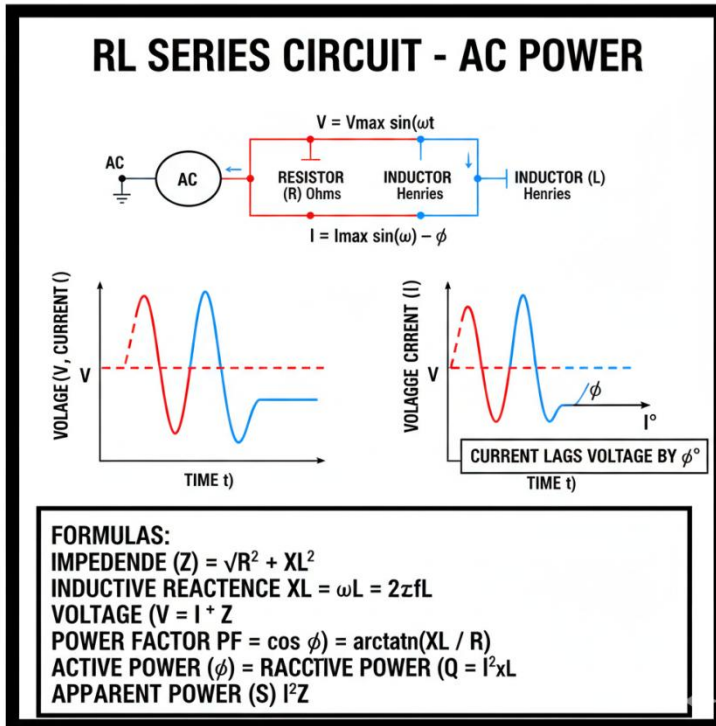 RL SERIES CIRCUIT - AC POWER
V = Vmax sin(ωt
AC
AC
RESISTOR
(R) Ohms
INDUCTOR
Henries
INDUCTOR (L)
Henries
I = Imax sin(ω) – ϕ
VOLAGE (V, CURRENT()
V
TIME t)
VOLAGGE CRRENT (I)
V
ϕ
I°
CURRENT LAGS VOLTAGE BY ϕ°
TIME t)
FORMULAS:
IMPEDENDE (Z) = √R² + XL²
INDUCTIVE REACTENCE XL = ωL = 2πfL
VOLTAGE (V = I ⁺ Z
POWER FACTOR PF = cos ϕ) = arctatn(XL / R)
ACTIVE POWER (ϕ) = RACCTIVE POWER (Q = I²xL
APPARENT POWER (S) I²Z